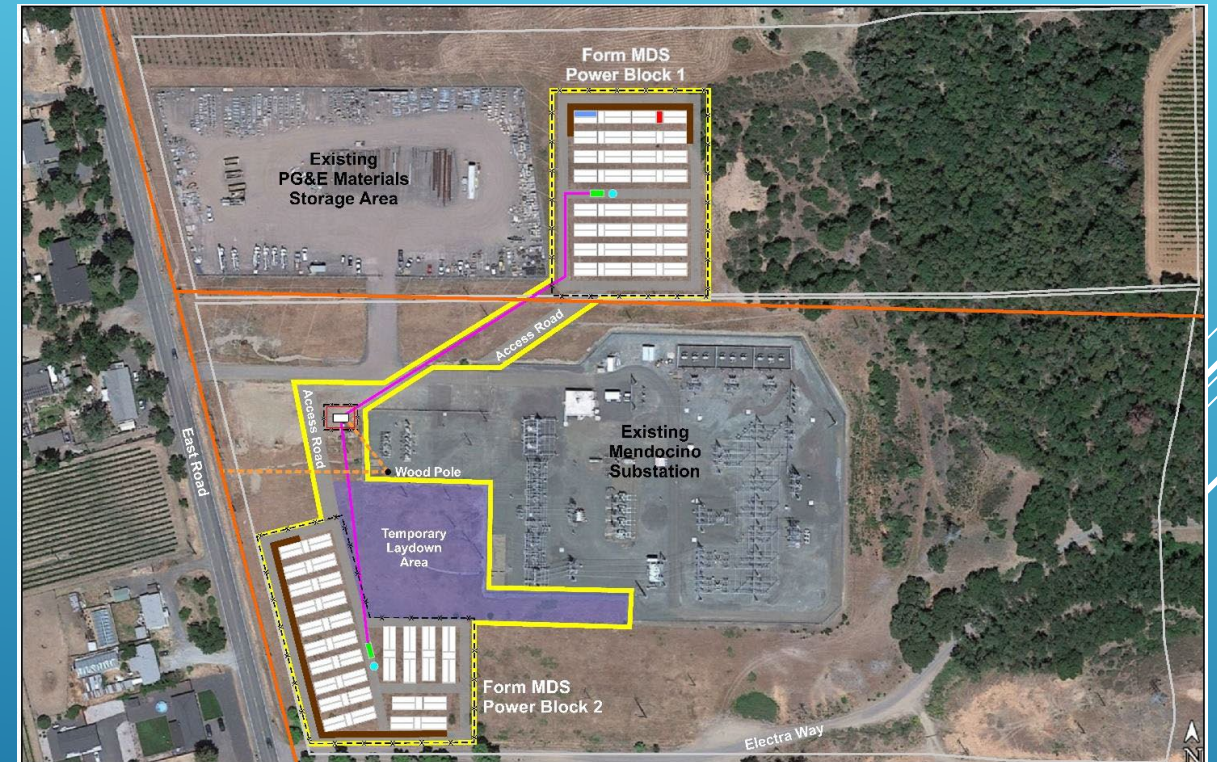 Form MDS
Power Block 1
Existing
PG&E Materials
Storage Area
Access Road
Existing
Mendocino
Substation
Access Road
East Road
Wood Pole
Temporary
Laydown
Area
Form MDS
Power Block 2
Electra Way
N